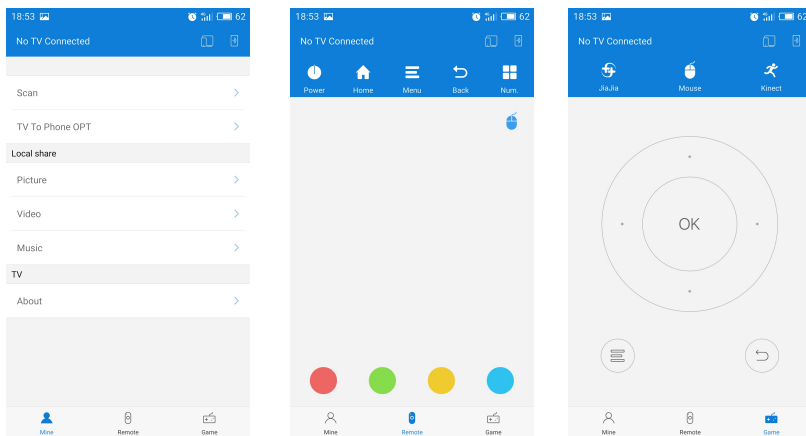 18:53 62
No TV Connected
Scan
TV To Phone OPT
Local share
Picture
Video
Music
TV
About
Mine Remote Game
18:53 62
No TV Connected
Power Home Menu Back Num.
Mine Remote Game
18:53 62
No TV Connected
JiaJia Mouse Kinect
OK
Mine Remote Game